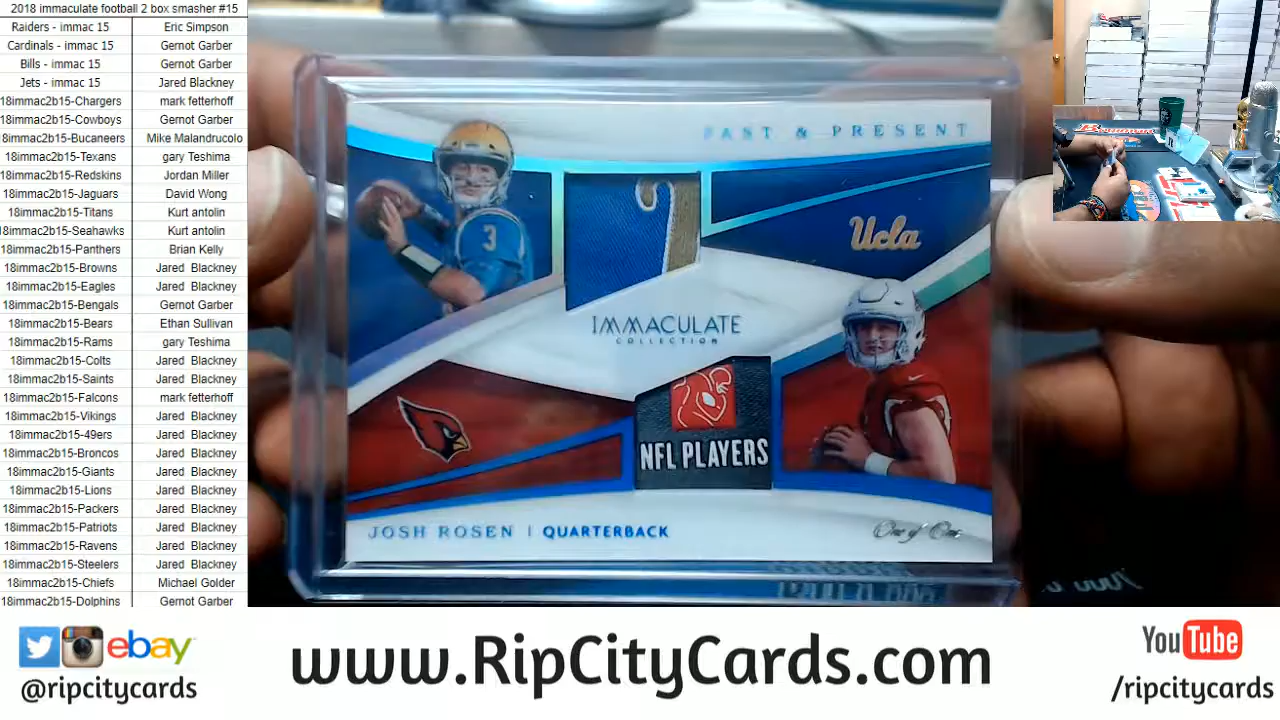 2018 immaculate football 2 box smasher #15
Raiders - immac 15 Eric Simpson
Cardinals - immac 15 Gernot Garber
Bills - immac 15 Gernot Garber
Jets - immac 15 Jared Blackney
18immac2b15-Chargers mark fetterhoff
18immac2b15-Cowboys Gernot Garber
18immac2b15-Bucaneers Mike Malandrucolo
18immac2b15-Texans gary Teshima
18immac2b15-Redskins Jordan Miller
18immac2b15-Jaguars David Wong
18immac2b15-Titans Kurt antolin
18immac2b15-Seahawks Kurt antolin
18immac2b15-Panthers Brian Kelly
18immac2b15-Browns Jared Blackney
18immac2b15-Eagles Jared Blackney
18immac2b15-Bengals Gernot Garber
18immac2b15-Bears Ethan Sullivan
18immac2b15-Rams gary Teshima
18immac2b15-Colts Jared Blackney
18immac2b15-Saints Jared Blackney
18immac2b15-Falcons mark fetterhoff
18immac2b15-Vikings Jared Blackney
18immac2b15-49ers Jared Blackney
18immac2b15-Broncos Jared Blackney
18immac2b15-Giants Jared Blackney
18immac2b15-Lions Jared Blackney
18immac2b15-Packers Jared Blackney
18immac2b15-Patriots Jared Blackney
18immac2b15-Ravens Jared Blackney
18immac2b15-Steelers Jared Blackney
18immac2b15-Chiefs Michael Golder
18immac2b15-Dolphins Gernot Garber
PAST & PRESENT
3
Ucla
IMMACULATE
COLLECTION
NFL PLAYERS
JOSH ROSEN | QUARTERBACK
One of One
ebay
@ripcitycards
www.RipCityCards.com
YouTube
/ripcitycards